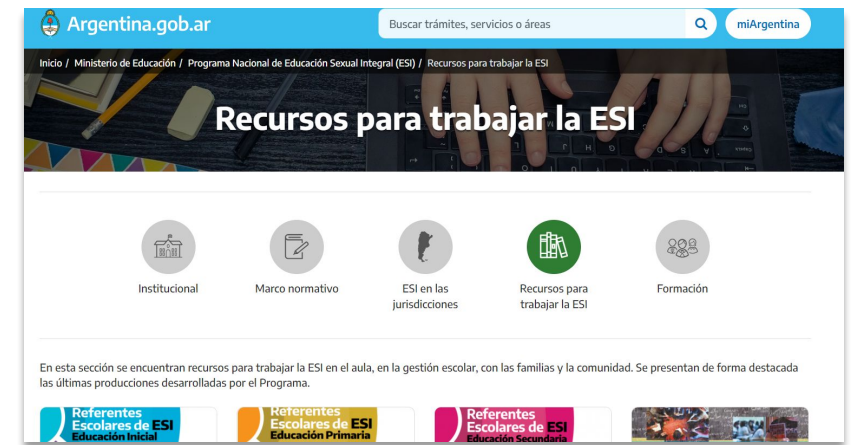 Argentina.gob.ar
Buscar trámites, servicios o áreas
miArgentina
Inicio / Ministerio de Educación / Programa Nacional de Educación Sexual Integral (ESI) / Recursos para trabajar la ESI
Recursos para trabajar la ESI
Institucional
Marco normativo
ESI en las
jurisdicciones
Recursos para
trabajar la ESI
Formación
En esta sección se encuentran recursos para trabajar la ESI en el aula, en la gestión escolar, con las familias y la comunidad. Se presentan de forma destacada
las últimas producciones desarrolladas por el Programa.
Referentes
Escolares de ESI
Educación Inicial
Referentes
Escolares de ESI
Educación Primaria
Referentes
Escolares de ESI
Educación Secundaria